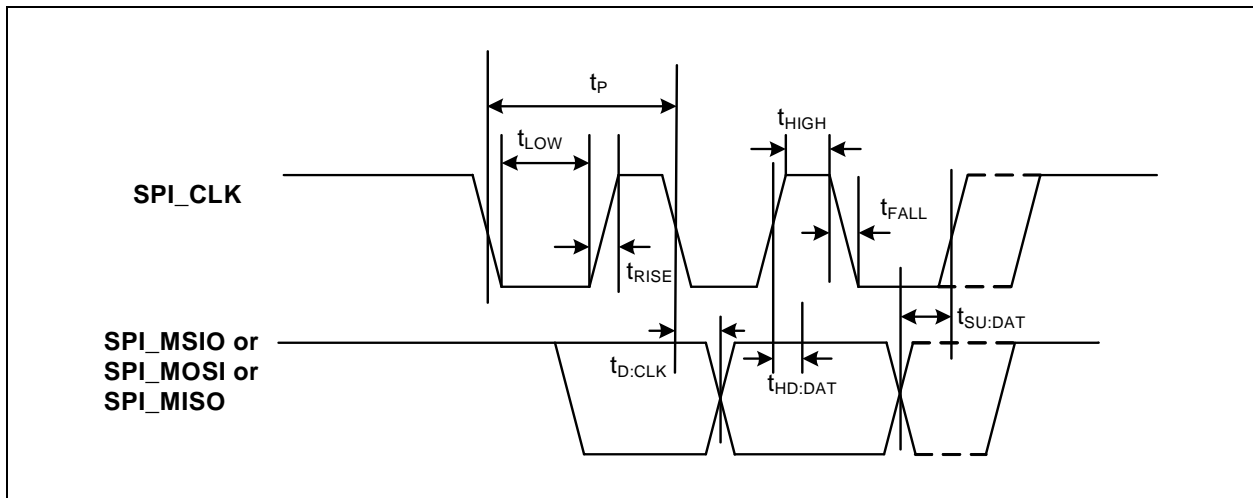 tP
tLOW
tHIGH
SPI_CLK
tFALL
tRISE
SPI_MSIO or
SPI_MOSI or
SPI_MISO
tSU:DAT
tD:CLK
tHD:DAT